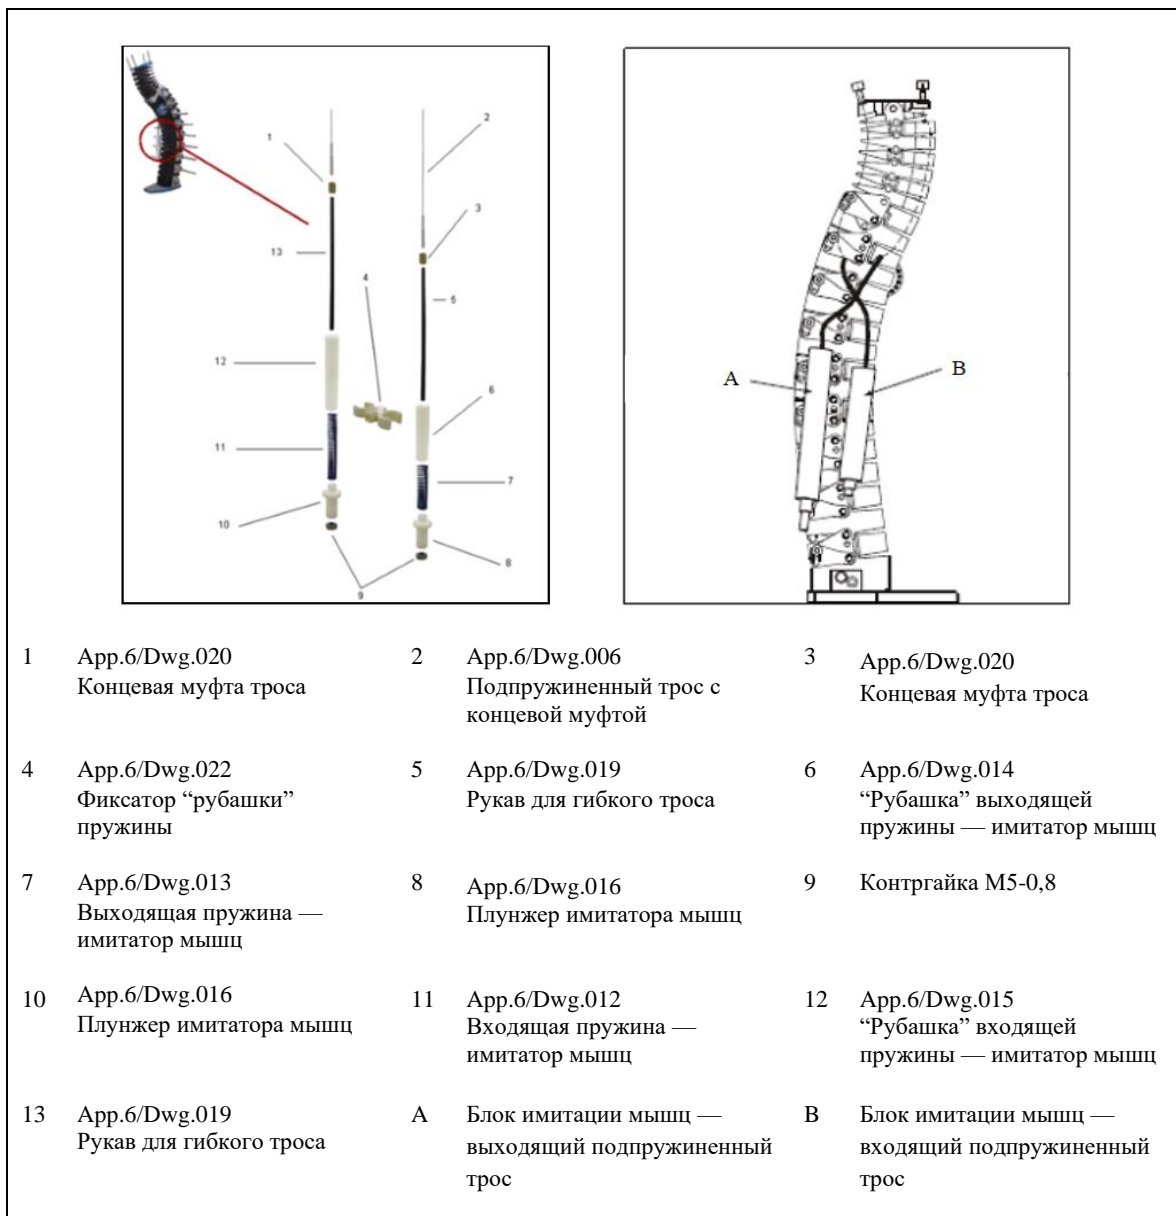 1
2
3
13
4
5
12
6
11
7
10
8
9
A
B
1 App.6/Dwg.020
Концевая муфта троса
2 App.6/Dwg.006
Подпружиненный трос с
концевой муфтой
3 App.6/Dwg.020
Концевая муфта троса
4 App.6/Dwg.022
Фиксатор “рубашки”
пружины
5 App.6/Dwg.019
Рукав для гибкого троса
6 App.6/Dwg.014
“Рубашка” выходящей
пружины — имитатор мышц
7 App.6/Dwg.013
Выходящая пружина —
имитатор мышц
8 App.6/Dwg.016
Плунжер имитатора мышц
9 Контргайка М5-0,8
10 App.6/Dwg.016
Плунжер имитатора мышц
11 App.6/Dwg.012
Входящая пружина —
имитатор мышц
12 App.6/Dwg.015
“Рубашка” входящей
пружины — имитатор мышц
13 App.6/Dwg.019
Рукав для гибкого троса
A Блок имитации мышц —
выходящий подпружиненный
трос
B Блок имитации мышц —
входящий подпружиненный
трос